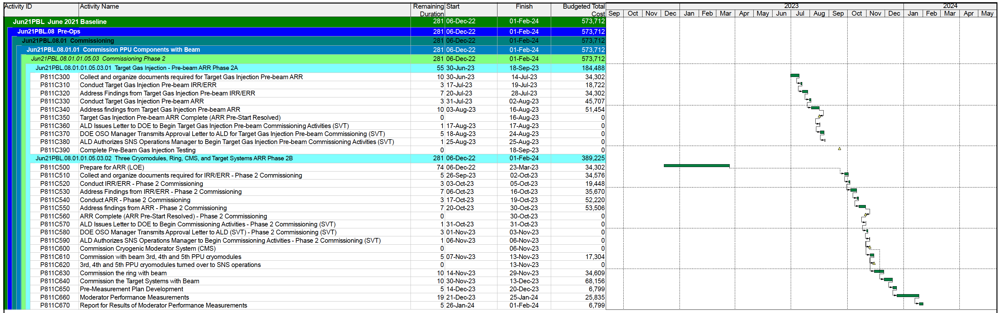 Activity ID Activity Name Remaining Duration Start Finish Budgeted Total Cost 2023 2024
Sep Oct Nov Dec Jan Feb Mar Apr May Jun Jul Aug Sep Oct Nov Dec Jan Feb Mar Apr May
Jun21PBL June 2021 Baseline 281 06-Dec-22 01-Feb-24 573,712
Jun21PBL.08 Pre-Ops 281 06-Dec-22 01-Feb-24 573,712
Jun21PBL.08.01 Commissioning 281 06-Dec-22 01-Feb-24 573,712
Jun21PBL.08.01.01 Commission PPU Components with Beam 281 06-Dec-22 01-Feb-24 573,712
Jun21PBL.08.01.01.05.03 Commissioning Phase 2 281 06-Dec-22 01-Feb-24 573,712
Jun21PBL.08.01.01.05.03.01 Target Gas Injection - Pre-beam ARR Phase 2A 55 30-Jun-23 18-Sep-23 184,488
P811C300 Collect and organize documents required for Target Gas Injection Pre-beam ARR 10 30-Jun-23 14-Jul-23 34,302
P811C310 Conduct Target Gas Injection Pre-beam IRR/ERR 3 17-Jul-23 19-Jul-23 18,722
P811C320 Address Findings from Target Gas Injection Pre-beam IRR/ERR 7 20-Jul-23 28-Jul-23 34,302
P811C330 Conduct Target Gas Injection Pre-beam ARR 3 31-Jul-23 02-Aug-23 45,707
P811C340 Address findings from Target Gas Injection Pre-beam ARR 10 03-Aug-23 16-Aug-23 51,454
P811C350 Target Gas Injection Pre-beam ARR Complete (ARR Pre-Start Resolved) 0 16-Aug-23 0
P811C360 ALD Issues Letter to DOE to Begin Target Gas Injection Pre-beam Commissioning Activities (SVT) 1 17-Aug-23 17-Aug-23 0
P811C370 DOE OSO Manager Transmits Approval Letter to ALD for Target Gas Injection Pre-beam Commissioning (SVT) 5 18-Aug-23 24-Aug-23 0
P811C380 ALD Authorizes SNS Operations Manager to Begin Target Gas Injection Pre-beam Commissioning Activities (SVT) 1 25-Aug-23 25-Aug-23 0
P811C390 Complete Pre-Beam Gas Injection Testing 0 18-Sep-23 0
Jun21PBL.08.01.01.05.03.02 Three Cryomodules, Ring, CMS, and Target Systems ARR Phase 2B 281 06-Dec-22 01-Feb-24 389,225
P811C500 Prepare for ARR (LOE) 74 06-Dec-22 23-Mar-23 34,302
P811C510 Collect and organize documents required for IRR/ERR - Phase 2 Commissioning 5 26-Sep-23 02-Oct-23 34,576
P811C520 Conduct IRR/ERR - Phase 2 Commissioning 3 03-Oct-23 05-Oct-23 19,448
P811C530 Address Findings from IRR/ERR - Phase 2 Commissioning 7 06-Oct-23 16-Oct-23 35,670
P811C540 Conduct ARR - Phase 2 Commissioning 3 17-Oct-23 19-Oct-23 52,220
P811C550 Address findings from ARR - Phase 2 Commissioning 7 20-Oct-23 30-Oct-23 53,506
P811C560 ARR Complete (ARR Pre-Start Resolved) - Phase 2 Commissioning 0 30-Oct-23 0
P811C570 ALD Issues Letter to DOE to Begin Commissioning Activities - Phase 2 Commissioning (SVT) 1 31-Oct-23 31-Oct-23 0
P811C580 DOE OSO Manager Transmits Approval Letter to ALD (SVT) - Phase 2 Commissioning (SVT) 3 01-Nov-23 03-Nov-23 0
P811C590 ALD Authorizes SNS Operations Manager to Begin Commissioning Activities - Phase 2 Commissioning (SVT) 1 06-Nov-23 06-Nov-23 0
P811C600 Commission Cryogenic Moderator System (CMS) 0 06-Nov-23 0
P811C610 Commission with beam 3rd, 4th and 5th PPU cryomodules 5 07-Nov-23 13-Nov-23 17,304
P811C620 3rd, 4th and 5th PPU cryomodules turned over to SNS operations 0 13-Nov-23 0
P811C630 Commission the ring with beam 10 14-Nov-23 29-Nov-23 34,609
P811C640 Commission the Target Systems with Beam 10 30-Nov-23 13-Dec-23 68,156
P811C650 Pre-Measurement Plan Development 5 14-Dec-23 20-Dec-23 6,799
P811C660 Moderator Performance Measurements 19 21-Dec-23 25-Jan-24 25,835
P811C670 Report for Results of Moderator Performance Measurements 5 26-Jan-24 01-Feb-24 6,799